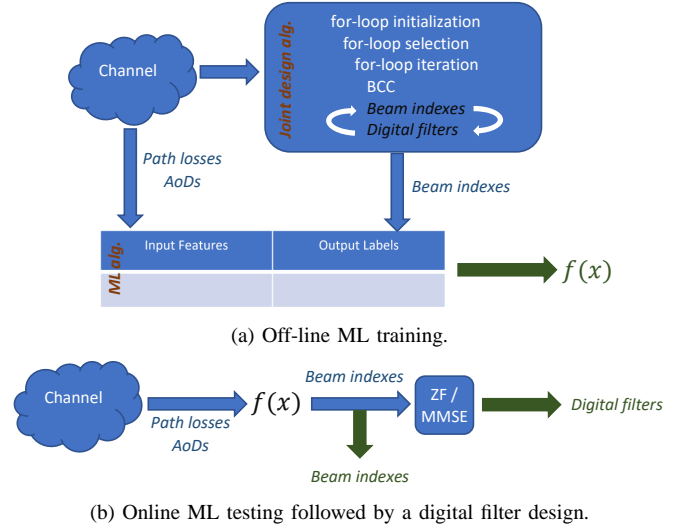 Channel
Joint design alg.
for-loop initialization
for-loop selection
for-loop iteration
BCC
Beam indexes
Digital filters
Path losses
AoDs
Beam indexes
ML alg.
Input Features
Output Labels
f(x)
(a) Off-line ML training.
Channel
Path losses
AoDs
f(x)
Beam indexes
Beam indexes
ZF /
MMSE
Digital filters
(b) Online ML testing followed by a digital filter design.